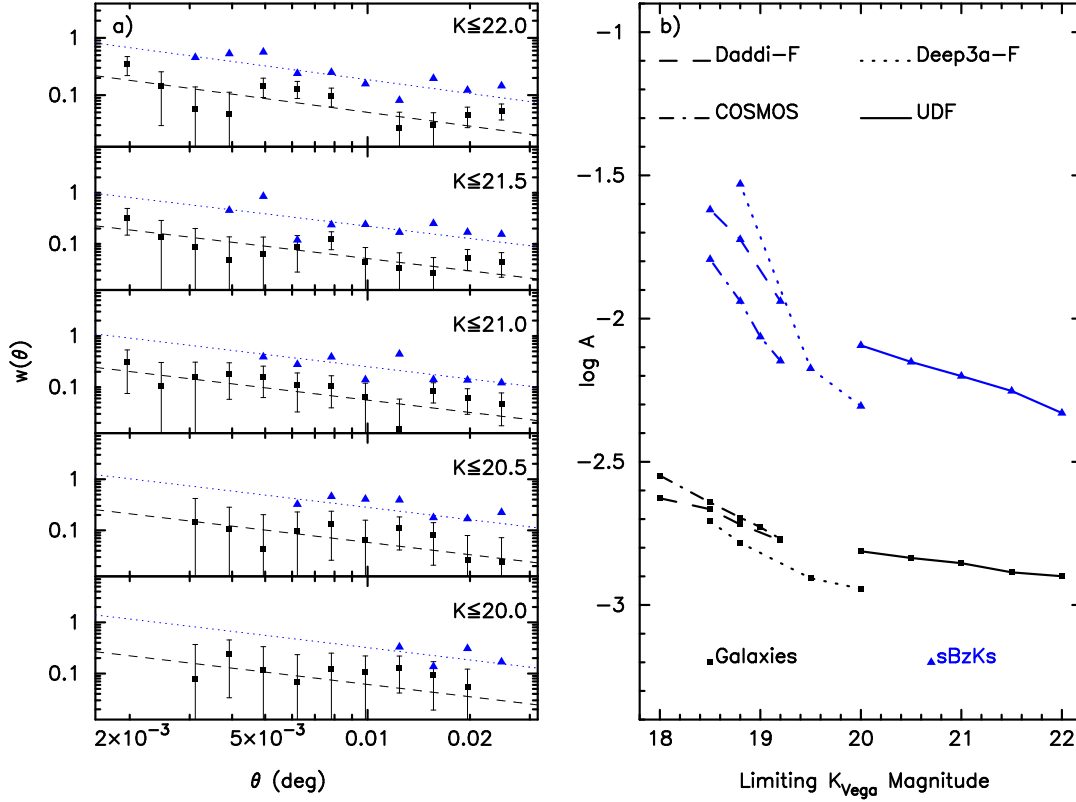 a)
K≦22.0
1
0.1
K≦21.5
1
0.1
K≦21.0
1
0.1
K≦20.5
1
0.1
K≦20.0
1
0.1
w(θ)
2×10⁻³
5×10⁻³
0.01
0.02
θ (deg)
b)
Daddi-F
Deep3a-F
COSMOS
UDF
-1
-1.5
-2
-2.5
-3
log A
Galaxies
sBzKs
18
19
20
21
22
Limiting K_Vega Magnitude